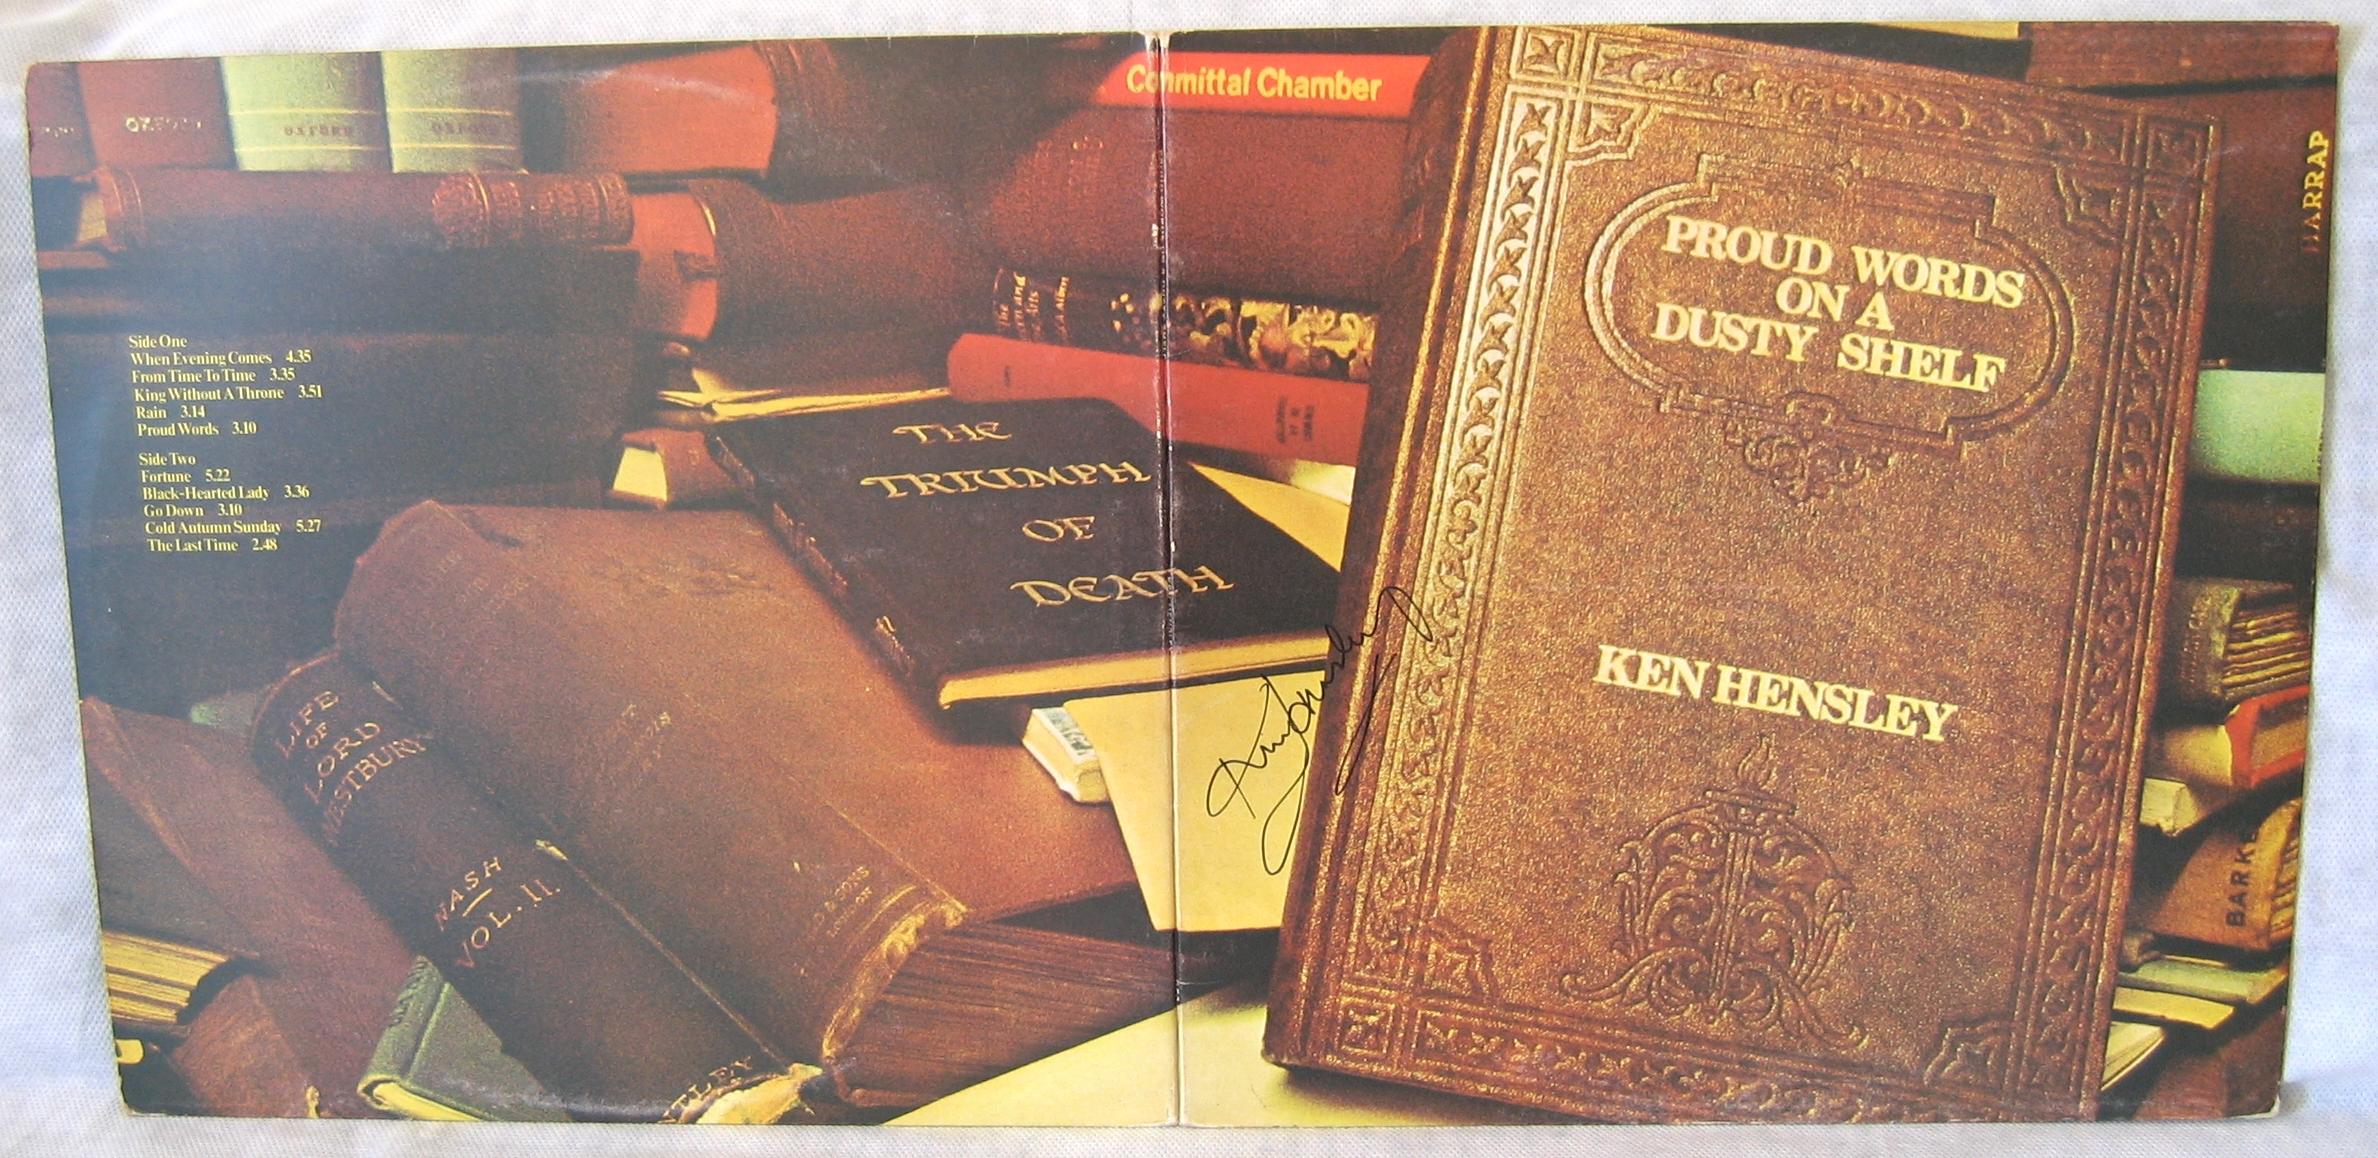 OXFORD
OXFORD
OXFORD
Side One
When Evening Comes 4.35
From Time To Time 3.35
King Without A Throne 3.51
Rain 3.14
Proud Words 3.10
Side Two
Fortune 5.22
Black-Hearted Lady 3.36
Go Down 3.10
Cold Autumn Sunday 5.27
The Last Time 2.48
LIFE
OF
LORD
WESTBURY
NASH
VOL. II.
THE
TRIUMPH
OF
DEATH
Committal Chamber
PROUD WORDS
ON A
DUSTY SHELF
KEN HENSLEY
HARRAP